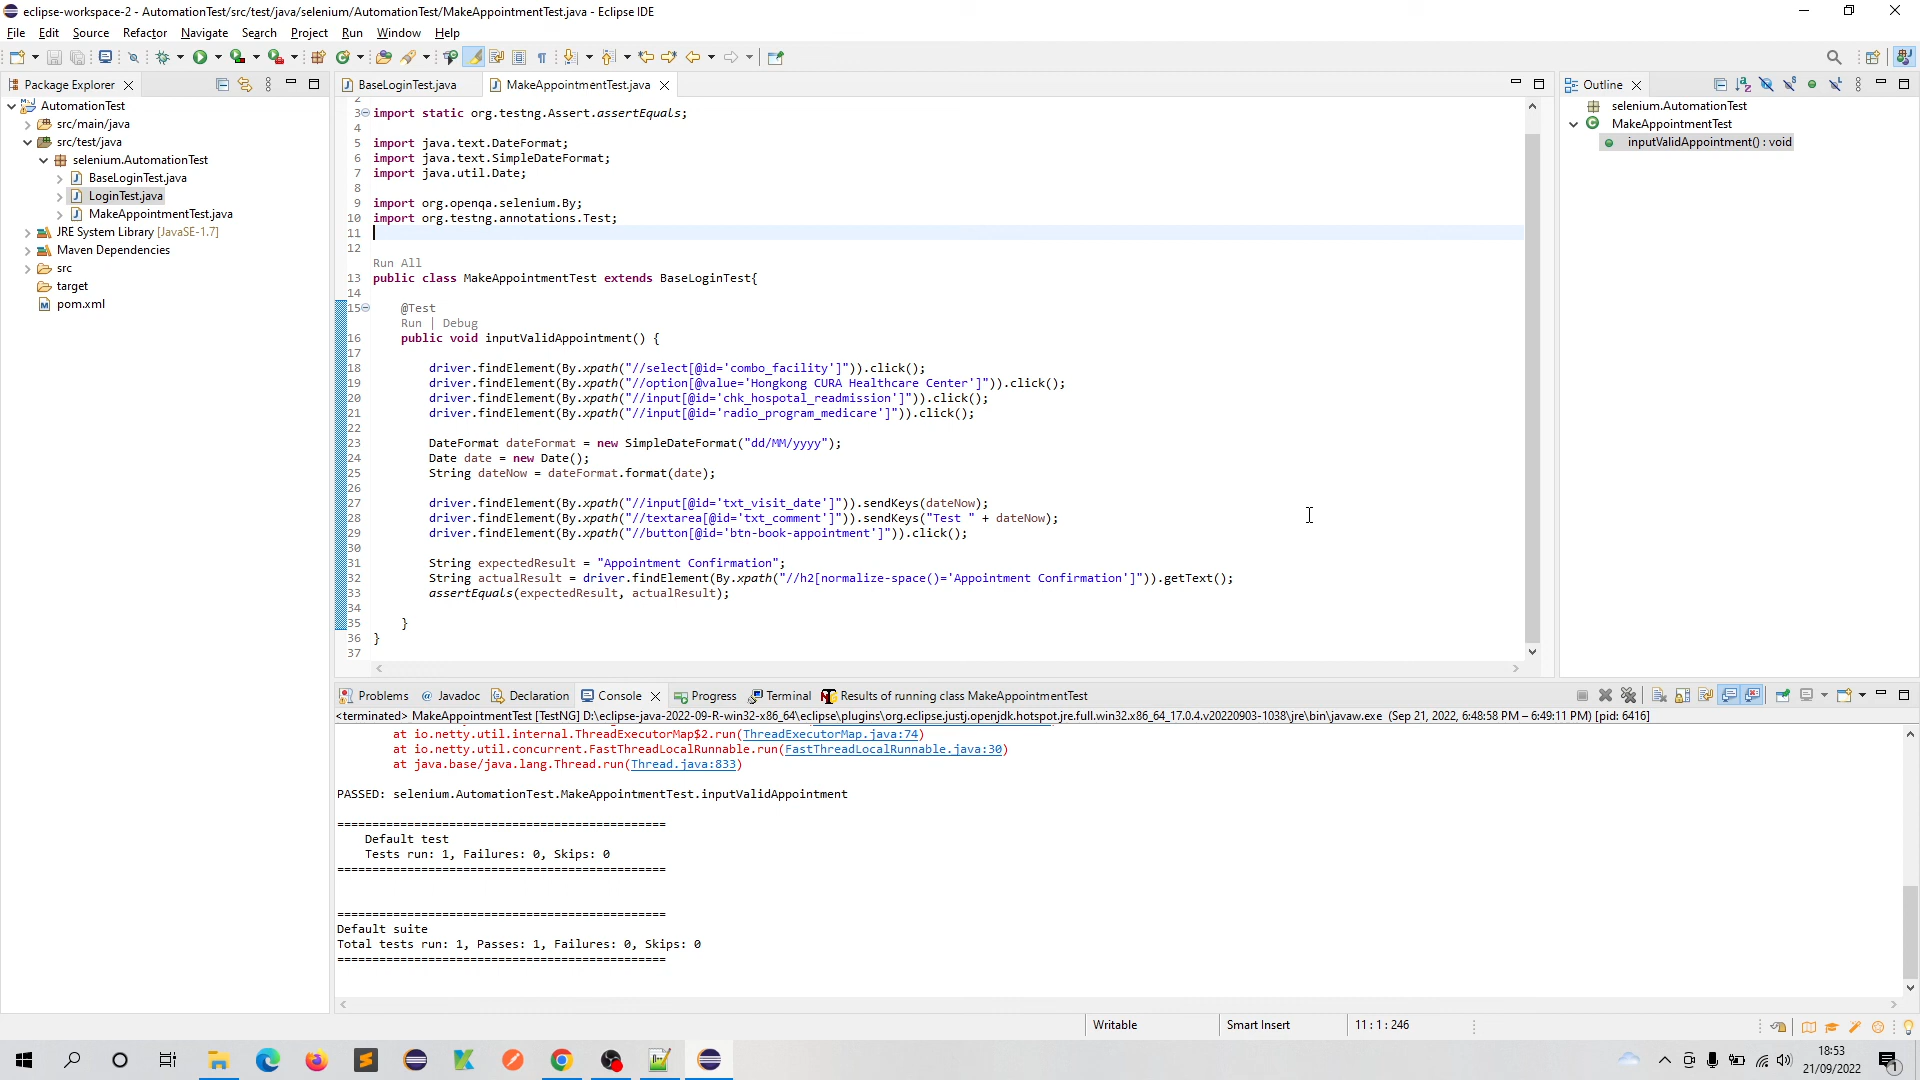 eclipse-workspace-2 - AutomationTest/src/test/java/selenium/AutomationTest/MakeAppointmentTest.java - Eclipse IDE
File Edit Source Refactor Navigate Search Project Run Window Help
Package Explorer
AutomationTest
src/main/java
src/test/java
selenium.AutomationTest
BaseLoginTest.java
LoginTest.java
MakeAppointmentTest.java
JRE System Library [JavaSE-1.7]
Maven Dependencies
src
target
pom.xml
BaseLoginTest.java MakeAppointmentTest.java
2
3 import static org.testng.Assert.assertEquals;
4
5 import java.text.DateFormat;
6 import java.text.SimpleDateFormat;
7 import java.util.Date;
8
9 import org.openqa.selenium.By;
10 import org.testng.annotations.Test;
11
12
Run All
13 public class MakeAppointmentTest extends BaseLoginTest{
14
15 @Test
Run | Debug
16 public void inputValidAppointment() {
17
18 driver.findElement(By.xpath("//select[@id='combo_facility']")).click();
19 driver.findElement(By.xpath("//option[@value='Hongkong CURA Healthcare Center']")).click();
20 driver.findElement(By.xpath("//input[@id='chk_hospotal_readmission']")).click();
21 driver.findElement(By.xpath("//input[@id='radio_program_medicare']")).click();
22
23 DateFormat dateFormat = new SimpleDateFormat("dd/MM/yyyy");
24 Date date = new Date();
25 String dateNow = dateFormat.format(date);
26
27 driver.findElement(By.xpath("//input[@id='txt_visit_date']")).sendKeys(dateNow);
28 driver.findElement(By.xpath("//textarea[@id='txt_comment']")).sendKeys("Test " + dateNow);
29 driver.findElement(By.xpath("//button[@id='btn-book-appointment']")).click();
30
31 String expectedResult = "Appointment Confirmation";
32 String actualResult = driver.findElement(By.xpath("//h2[normalize-space()='Appointment Confirmation']")).getText();
33 assertEquals(expectedResult, actualResult);
34
35 }
36 }
37
Outline
selenium.AutomationTest
MakeAppointmentTest
inputValidAppointment() : void
Problems Javadoc Declaration Console Progress Terminal Results of running class MakeAppointmentTest
<terminated> MakeAppointmentTest [TestNG] D:\eclipse-java-2022-09-R-win32-x86_64\eclipse\plugins\org.eclipse.justj.openjdk.hotspot.jre.full.win32.x86_64_17.0.4.v20220903-1038\jre\bin\javaw.exe (Sep 21, 2022, 6:48:58 PM – 6:49:11 PM) [pid: 6416]
at io.netty.util.internal.ThreadExecutorMap$2.run(ThreadExecutorMap.java:74)
at io.netty.util.concurrent.FastThreadLocalRunnable.run(FastThreadLocalRunnable.java:30)
at java.base/java.lang.Thread.run(Thread.java:833)
PASSED: selenium.AutomationTest.MakeAppointmentTest.inputValidAppointment
===============================================
Default test
Tests run: 1, Failures: 0, Skips: 0
===============================================
===============================================
Default suite
Total tests run: 1, Passes: 1, Failures: 0, Skips: 0
===============================================
Writable Smart Insert 11 : 1 : 246
18:53
21/09/2022